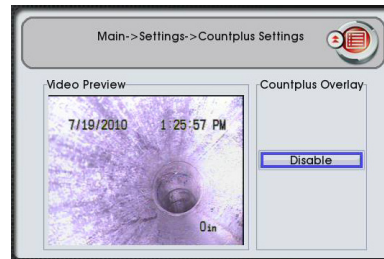 Main->Settings->Countplus Settings
Video Preview
Countplus Overlay
7/19/2010 1:25:57 PM
Disable
0in